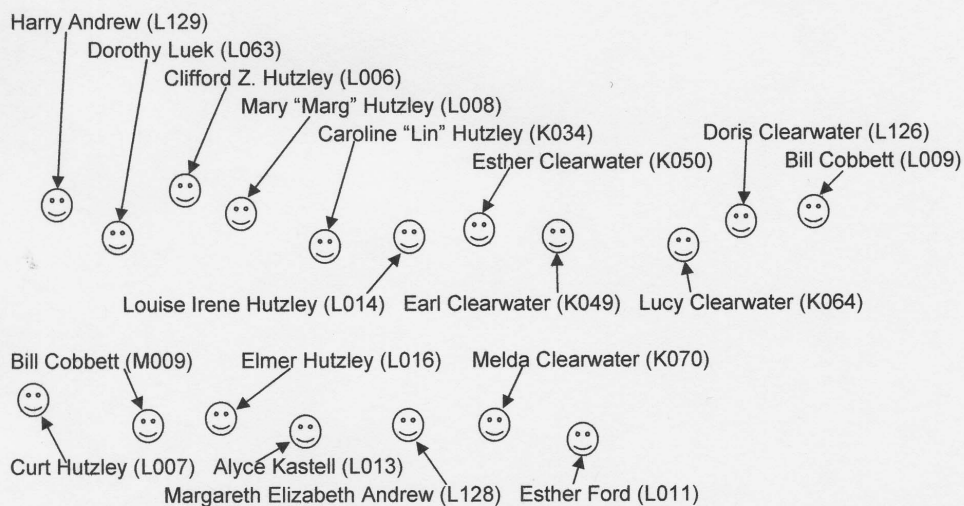 Harry Andrew (L129)
Dorothy Luek (L063)
Clifford Z. Hutzley (L006)
Mary “Marg” Hutzley (L008)
Caroline “Lin” Hutzley (K034)
Doris Clearwater (L126)
Esther Clearwater (K050)
Bill Cobbett (L009)
Louise Irene Hutzley (L014)
Earl Clearwater (K049)
Lucy Clearwater (K064)
Bill Cobbett (M009)
Elmer Hutzley (L016)
Melda Clearwater (K070)
Curt Hutzley (L007)
Alyce Kastell (L013)
Margareth Elizabeth Andrew (L128)
Esther Ford (L011)